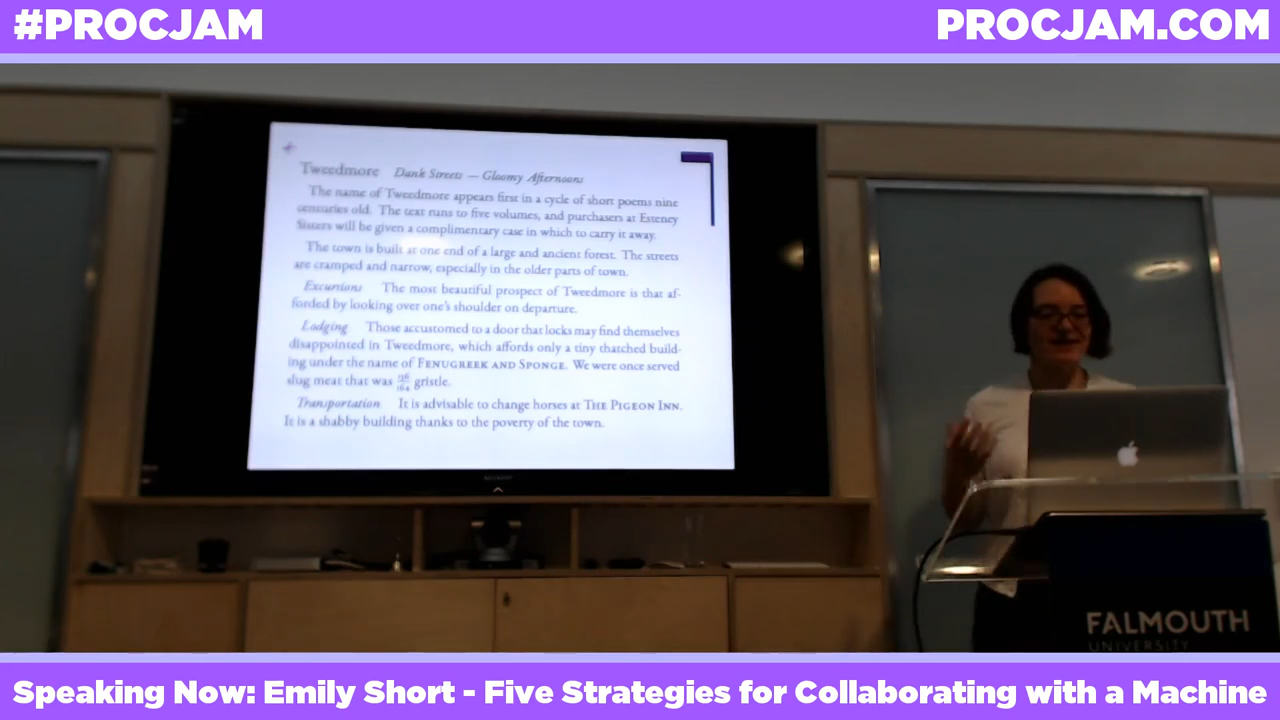 #PROCJAM
PROCJAM.COM
Tweedmore Dank Streets — Gloomy Afternoons
The name of Tweedmore appears first in a cycle of short poems nine
centuries old. The text runs to five volumes, and purchasers at Esteney
Sisters will be given a complimentary case in which to carry it away.
The town is built at one end of a large and ancient forest. The streets
are cramped and narrow, especially in the older parts of town.
Excursions The most beautiful prospect of Tweedmore is that af-
forded by looking over one's shoulder on departure.
Lodging Those accustomed to a door that locks may find themselves
disappointed in Tweedmore, which affords only a tiny thatched build-
ing under the name of FENUGREEK AND SPONGE. We were once served
slug meat that was gristle.
Transportation It is advisable to change horses at THE PIGEON INN.
It is a shabby building thanks to the poverty of the town.
FALMOUTH
UNIVERSITY
Speaking Now: Emily Short - Five Strategies for Collaborating with a Machine